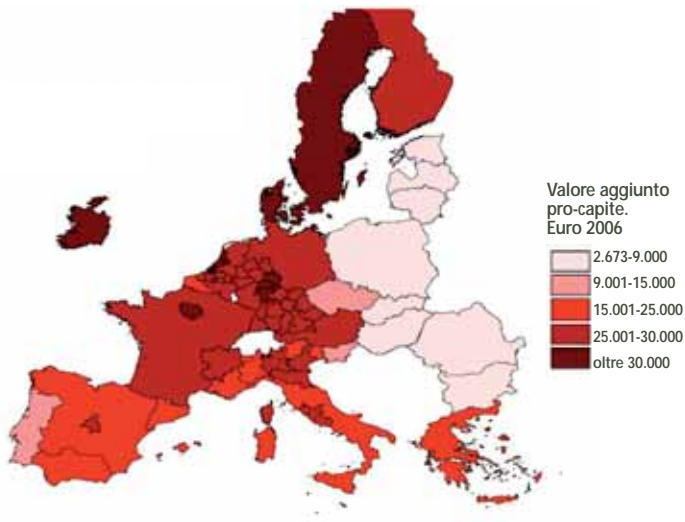 Valore aggiunto
pro-capite.
Euro 2006
2.673-9.000
9.001-15.000
15.001-25.000
25.001-30.000
oltre 30.000